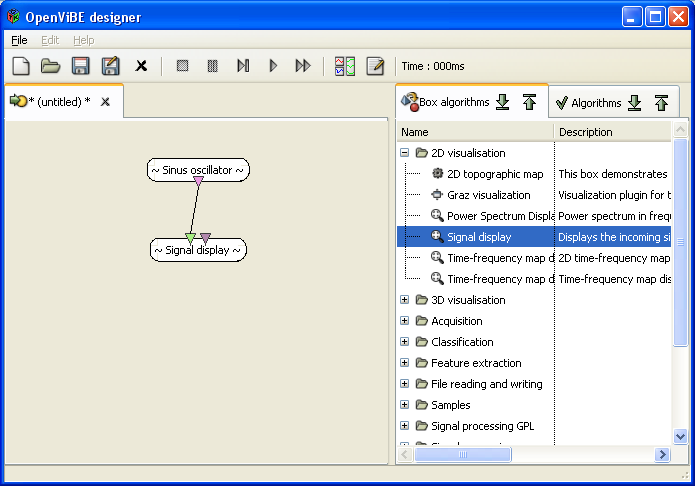 OpenViBE designer
File Edit Help
Time : 000ms
* (untitled) *
Box algorithms
Algorithms
Name Description
2D visualisation
2D topographic map This box demonstrates
Graz visualization Visualization plugin for t
Power Spectrum Displa Power spectrum in frequ
Signal display Displays the incoming si
Time-frequency map d 2D time-frequency map
Time-frequency map d Time-frequency map dis
3D visualisation
Acquisition
Classification
Feature extraction
File reading and writing
Samples
Signal processing GPL
~ Sinus oscillator ~
~ Signal display ~